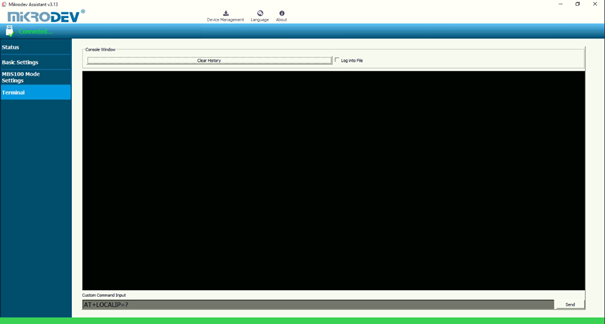 Mikrodev Assistant v3.13
MiKRODEV®
Device Management Language About
Connected...
Status
Basic Settings
MBS100 Mode
Settings
Terminal
Console Window
Clear History
Log into File
Custom Command Input
AT+LOCALIP=?
Send